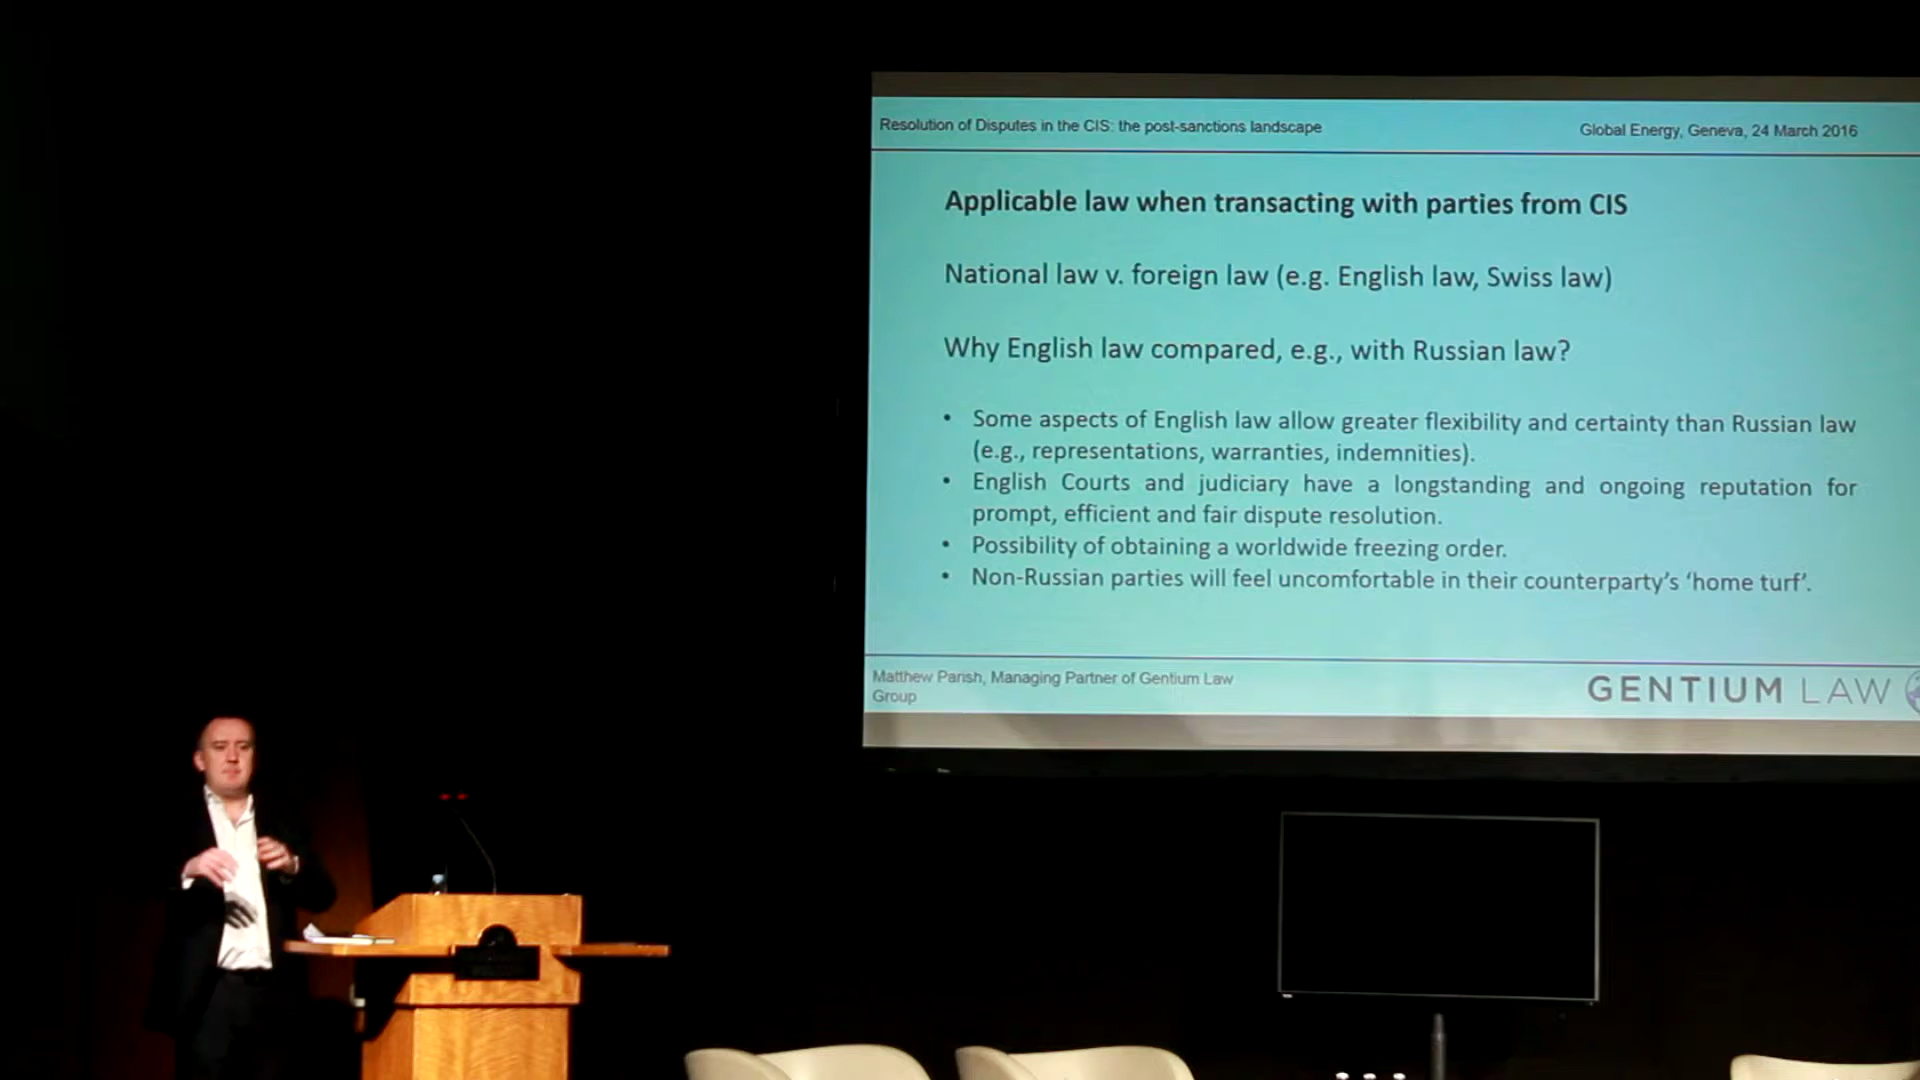 Resolution of Disputes in the CIS: the post-sanctions landscape
Global Energy, Geneva, 24 March 2016
Applicable law when transacting with parties from CIS
National law v. foreign law (e.g. English law, Swiss law)
Why English law compared, e.g., with Russian law?
• Some aspects of English law allow greater flexibility and certainty than Russian law
(e.g., representations, warranties, indemnities).
• English Courts and judiciary have a longstanding and ongoing reputation for
prompt, efficient and fair dispute resolution.
• Possibility of obtaining a worldwide freezing order.
• Non-Russian parties will feel uncomfortable in their counterparty's 'home turf'.
Matthew Parish, Managing Partner of Gentium Law
Group
GENTIUM LAW